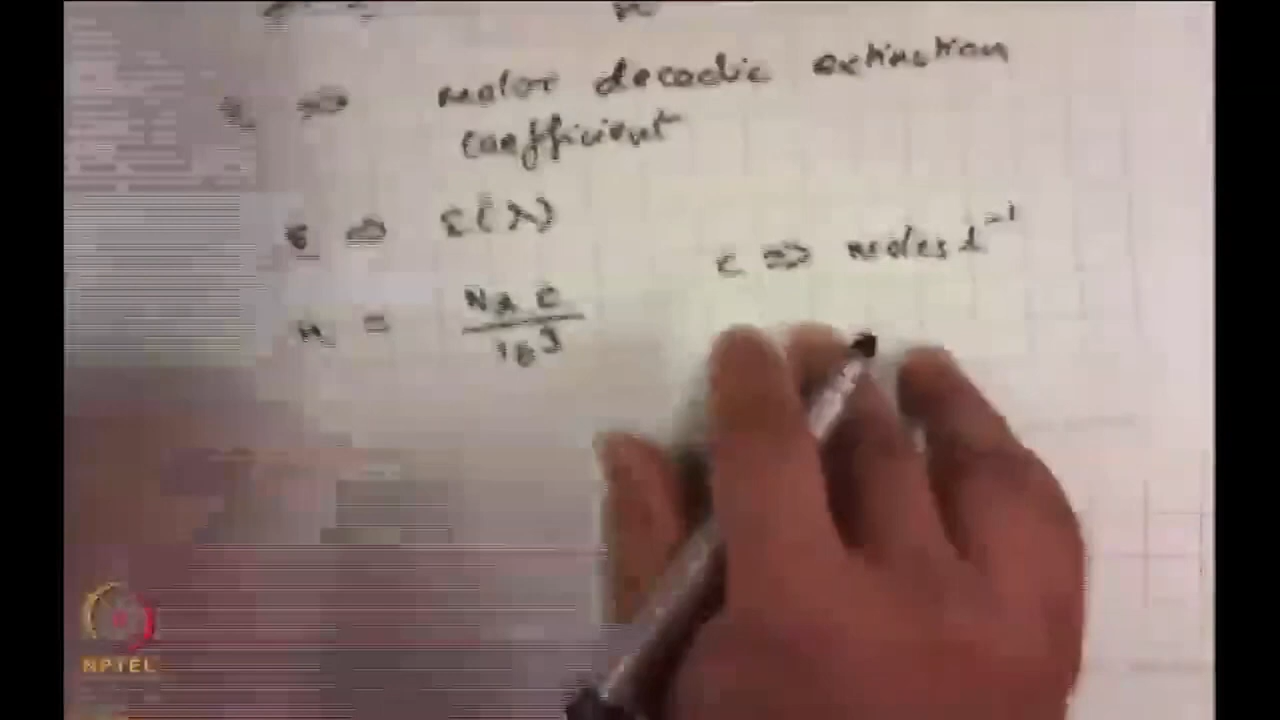 ε ⇒ molar decadic extinction
coefficient
ε ⇒ ε(λ)
c ⇒ moles l⁻¹
n = N_A C / 10³
NPTEL